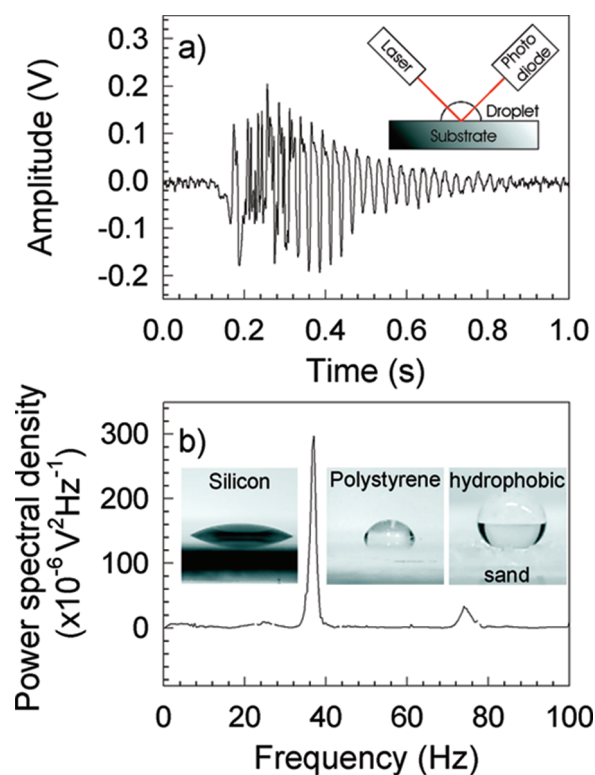 a)
0.3
0.2
0.1
0.0
-0.1
-0.2
Amplitude (V)
Laser
Photo
diode
Droplet
Substrate
0.0 0.2 0.4 0.6 0.8 1.0
Time (s)
b)
300
200
100
0
Power spectral density
(x10⁻⁶V²Hz⁻¹)
Silicon
Polystyrene
hydrophobic
sand
0 20 40 60 80 100
Frequency (Hz)